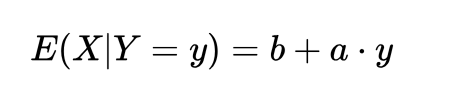 E(X|Y = y) = b + a · y